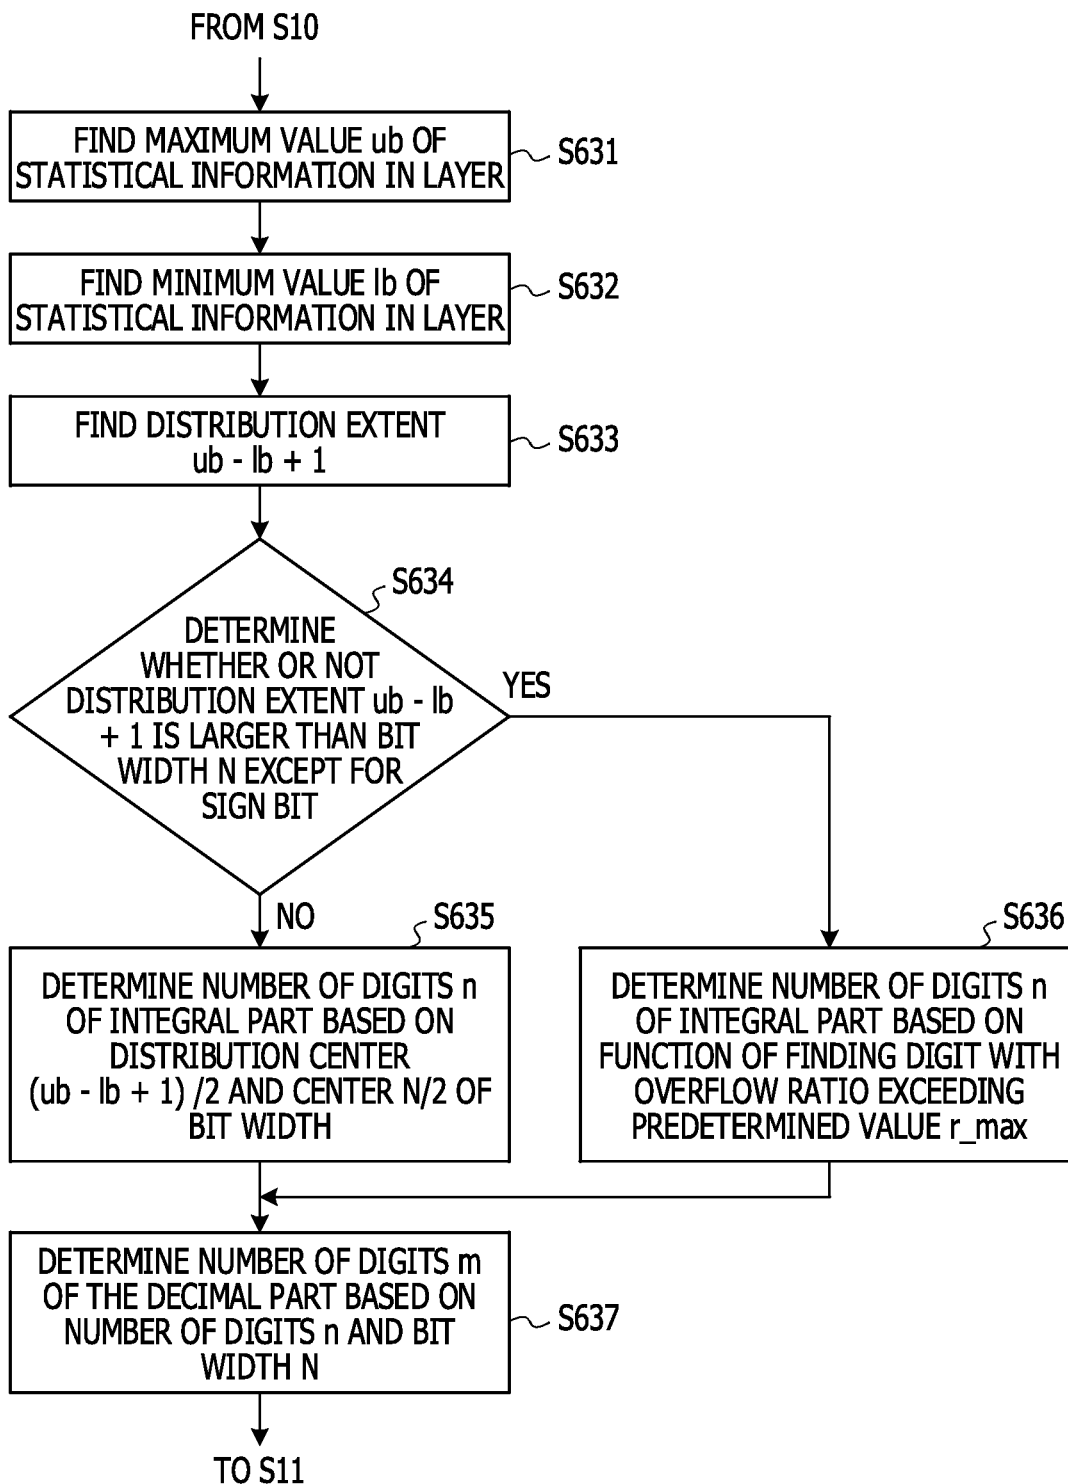 FROM S10
FIND MAXIMUM VALUE ub OF
STATISTICAL INFORMATION IN LAYER
S631
FIND MINIMUM VALUE lb OF
STATISTICAL INFORMATION IN LAYER
S632
FIND DISTRIBUTION EXTENT
ub - lb + 1
S633
S634
DETERMINE
WHETHER OR NOT
DISTRIBUTION EXTENT ub - lb
+ 1 IS LARGER THAN BIT
WIDTH N EXCEPT FOR
SIGN BIT
YES
NO
S635
DETERMINE NUMBER OF DIGITS n
OF INTEGRAL PART BASED ON
DISTRIBUTION CENTER
(ub - lb + 1) /2 AND CENTER N/2 OF
BIT WIDTH
S636
DETERMINE NUMBER OF DIGITS n
OF INTEGRAL PART BASED ON
FUNCTION OF FINDING DIGIT WITH
OVERFLOW RATIO EXCEEDING
PREDETERMINED VALUE r_max
DETERMINE NUMBER OF DIGITS m
OF THE DECIMAL PART BASED ON
NUMBER OF DIGITS n AND BIT
WIDTH N
S637
TO S11